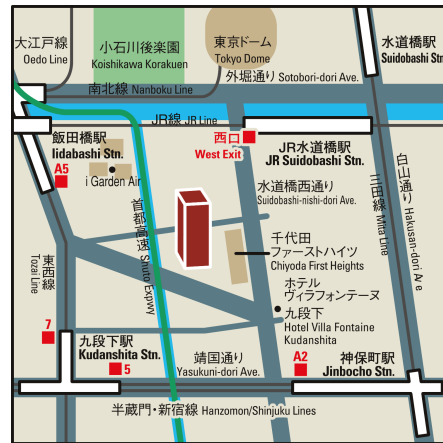 大江戸線
Oedo Line
小石川後楽園
Koishikawa Korakuen
東京ドーム
Tokyo Dome
水道橋駅
Suidobashi Stn.
外堀通り Sotobori-dori Ave.
南北線 Nanboku Line
JR線 JR Line
飯田橋駅
Iidabashi Stn.
A5
i Garden Air
西口
West Exit
JR水道橋駅
JR Suidobashi Stn.
水道橋西通り
Suidobashi-nishi-dori Ave.
白山通り Hakusan-dori Ave
三田線 Mita Line
首都高速 Shuto Expwy
千代田
ファーストハイツ
Chiyoda First Heights
東西線
Tozai Line
ホテル
ヴィラフォンテーヌ
九段下
Hotel Villa Fontaine
Kudanshita
7
九段下駅
Kudanshita Stn.
5
靖国通り
Yasukuni-dori Ave.
A2
神保町駅
Jinbocho Stn.
半蔵門・新宿線 Hanzomon/Shinjuku Lines